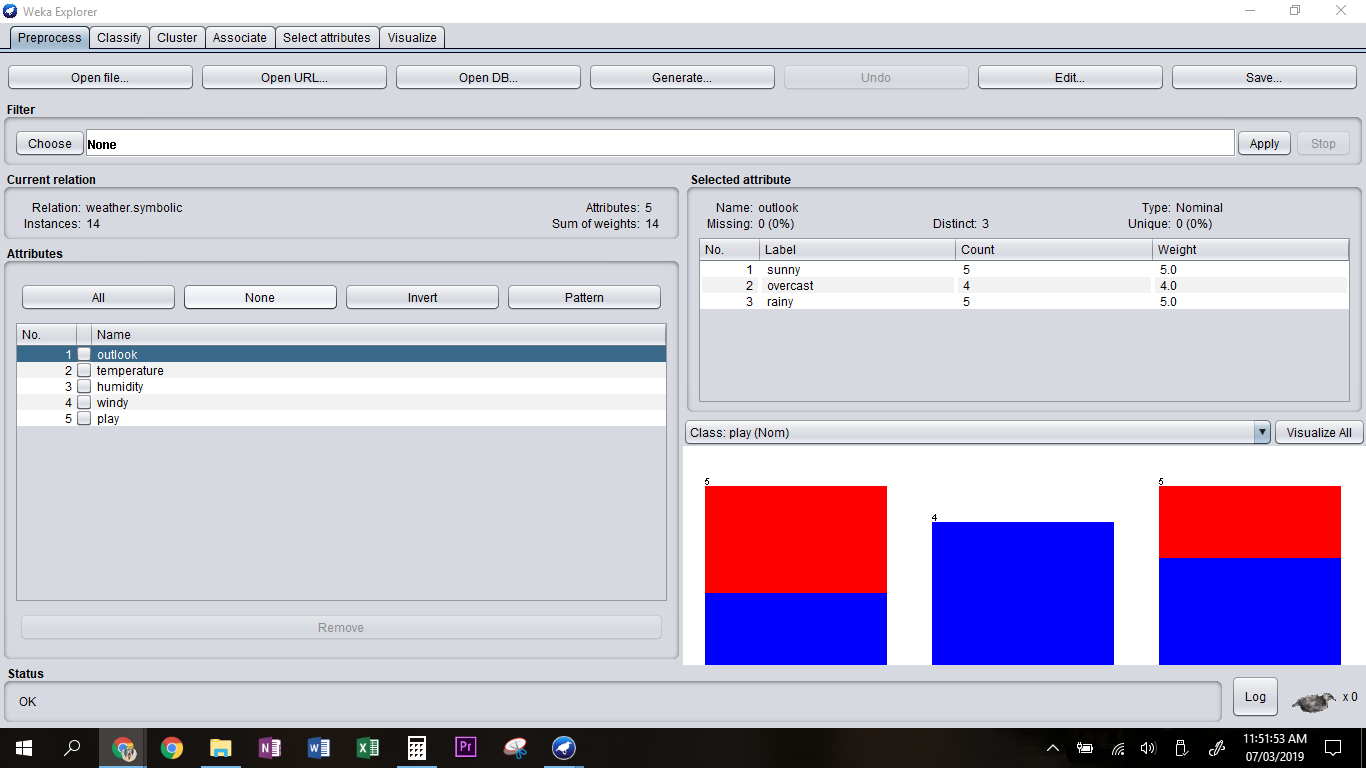 Weka Explorer
Preprocess Classify Cluster Associate Select attributes Visualize
Open file... Open URL... Open DB... Generate... Undo Edit... Save...
Filter
Choose None Apply Stop
Current relation
Relation: weather.symbolic Attributes: 5
Instances: 14 Sum of weights: 14
Attributes
All None Invert Pattern
No. Name
1 outlook
2 temperature
3 humidity
4 windy
5 play
Remove
Selected attribute
Name: outlook Type: Nominal
Missing: 0 (0%) Distinct: 3 Unique: 0 (0%)
No. Label Count Weight
1 sunny 5 5.0
2 overcast 4 4.0
3 rainy 5 5.0
Class: play (Nom) Visualize All
5 4 5
Status
OK Log x 0
N W X Pr
11:51:53 AM
07/03/2019